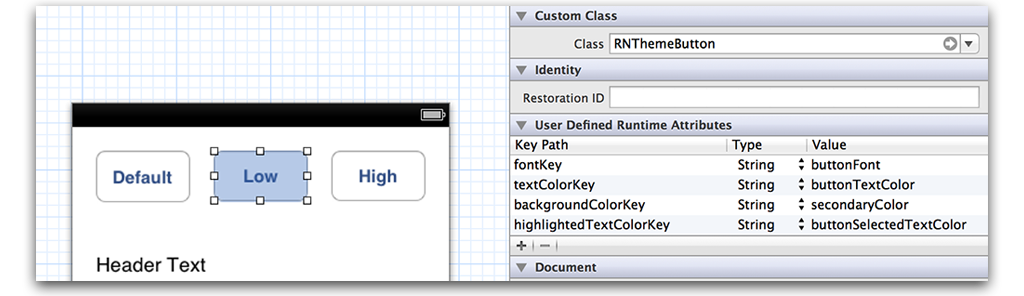 Default
Low
High
Header Text
Custom Class
Class RNThemeButton
Identity
Restoration ID
User Defined Runtime Attributes
Key Path Type Value
fontKey String buttonFont
textColorKey String buttonTextColor
backgroundColorKey String secondaryColor
highlightedTextColorKey String buttonSelectedTextColor
+ −
Document